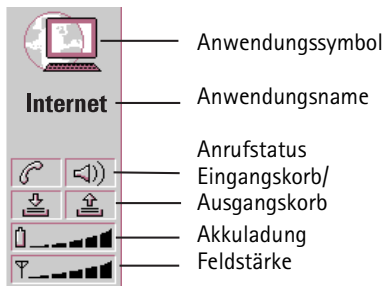 Anwendungssymbol
Internet
Anwendungsname
Anrufstatus
Eingangskorb/
Ausgangskorb
Akkuladung
Feldstärke